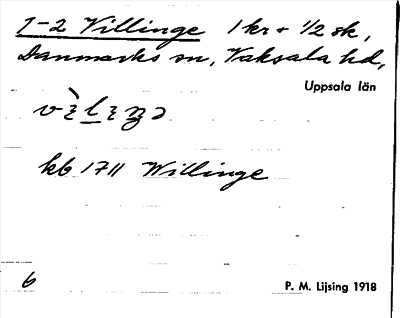 1-2 Villinge 1 kr + 1/2 sk,
Danmarks sn, Vaksala hd,
Uppsala län
kb 1711 Willinge
6
P. M. Lijsing 1918